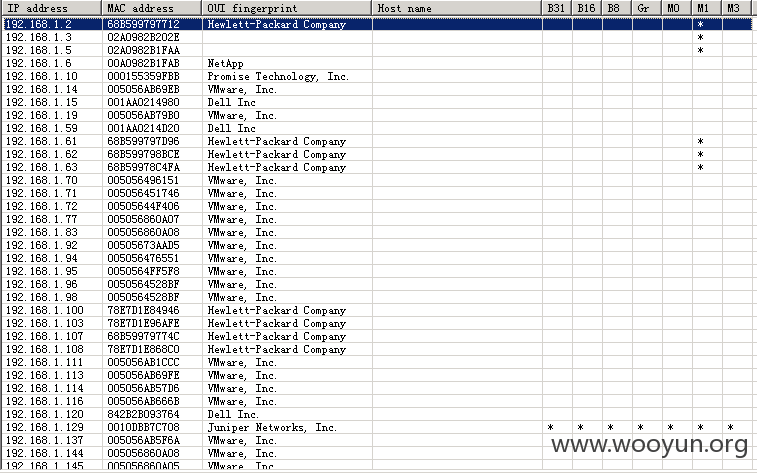 IP address MAC address OUI fingerprint Host name B31 B16 B8 Gr M0 M1 M3
192.168.1.2 68B599797712 Hewlett-Packard Company *
192.168.1.3 02A0982B202E *
192.168.1.5 02A0982B1FAA *
192.168.1.6 00A0982B1FAB NetApp
192.168.1.10 000155359FBB Promise Technology, Inc.
192.168.1.14 005056AB69EB VMware, Inc.
192.168.1.15 001AA0214980 Dell Inc
192.168.1.19 005056AB79B0 VMware, Inc.
192.168.1.59 001AA0214D20 Dell Inc
192.168.1.61 68B599797D96 Hewlett-Packard Company *
192.168.1.62 68B599798BCE Hewlett-Packard Company *
192.168.1.63 68B59978C4FA Hewlett-Packard Company *
192.168.1.70 005056496151 VMware, Inc.
192.168.1.71 005056451746 VMware, Inc.
192.168.1.72 00505644F406 VMware, Inc.
192.168.1.77 005056860A07 VMware, Inc.
192.168.1.83 005056860A08 VMware, Inc.
192.168.1.92 00505673AAD5 VMware, Inc.
192.168.1.94 005056476551 VMware, Inc.
192.168.1.95 0050564FF5F8 VMware, Inc.
192.168.1.96 0050564528BF VMware, Inc.
192.168.1.98 0050564528BF VMware, Inc.
192.168.1.100 78E7D1E84946 Hewlett-Packard Company
192.168.1.103 78E7D1E96AFE Hewlett-Packard Company
192.168.1.107 68B59979774C Hewlett-Packard Company
192.168.1.108 78E7D1E868C0 Hewlett-Packard Company
192.168.1.111 005056AB1CCC VMware, Inc.
192.168.1.113 005056AB69FE VMware, Inc.
192.168.1.114 005056AB57D6 VMware, Inc.
192.168.1.116 005056AB666B VMware, Inc.
192.168.1.120 842B2B093764 Dell Inc.
192.168.1.129 0010DBB7C708 Juniper Networks, Inc. * * * * * * *
192.168.1.137 005056AB5F6A VMware, Inc.
192.168.1.144 005056860A08 VMware, Inc.
192.168.1.145 005056860A05 VMware, Inc.
www.wooyun.org